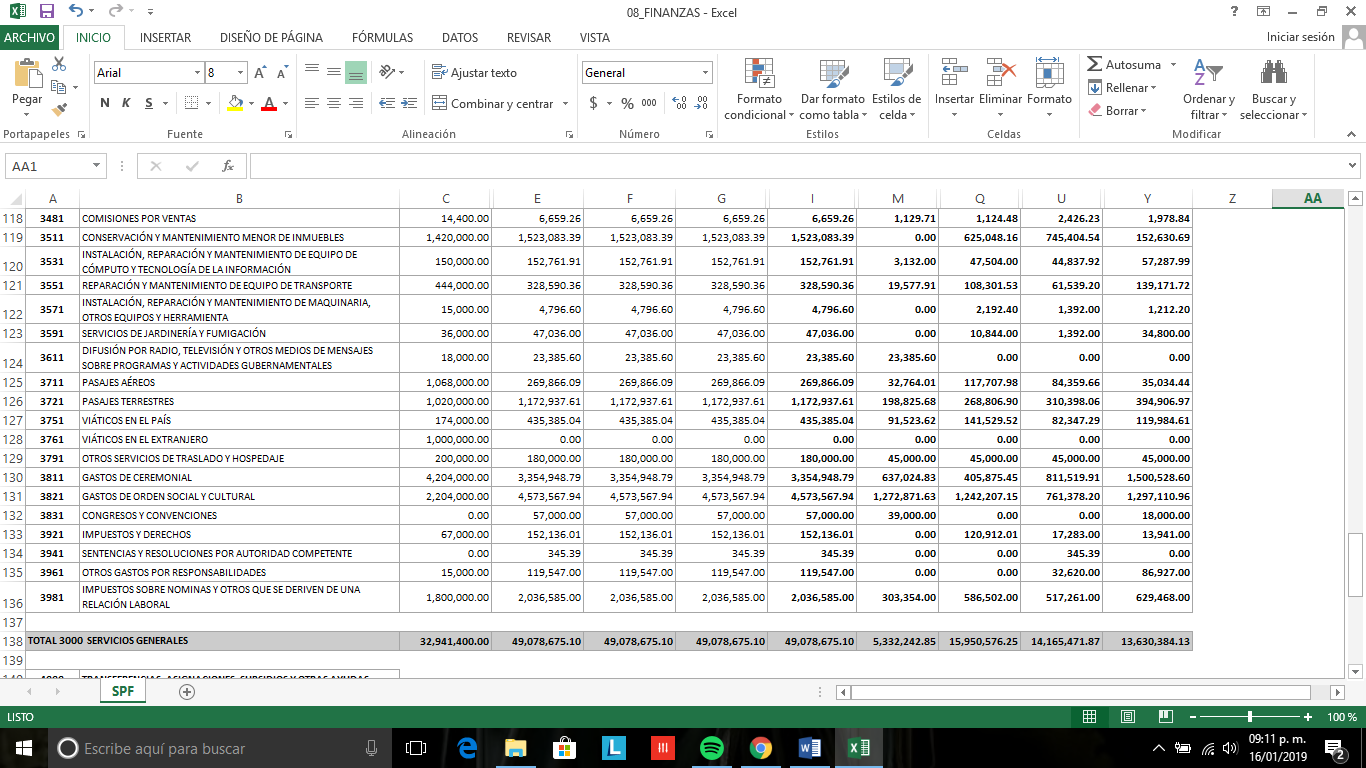 08_FINANZAS - Excel
ARCHIVO INICIO INSERTAR DISEÑO DE PÁGINA FÓRMULAS DATOS REVISAR VISTA Iniciar sesión
Pegar Arial 8 Ajustar texto General Formato condicional Dar formato como tabla Estilos de celda Insertar Eliminar Formato Autosuma Rellenar Borrar Ordenar y filtrar Buscar y seleccionar
N K S Combinar y centrar $ % 000
Portapapeles Fuente Alineación Número Estilos Celdas Modificar
AA1 fx
A B C E F G I M Q U Y Z AA
118 3481 COMISIONES POR VENTAS 14,400.00 6,659.26 6,659.26 6,659.26 6,659.26 1,129.71 1,124.48 2,426.23 1,978.84
119 3511 CONSERVACIÓN Y MANTENIMIENTO MENOR DE INMUEBLES 1,420,000.00 1,523,083.39 1,523,083.39 1,523,083.39 1,523,083.39 0.00 625,048.16 745,404.54 152,630.69
120 3531 INSTALACIÓN, REPARACIÓN Y MANTENIMIENTO DE EQUIPO DE
CÓMPUTO Y TECNOLOGÍA DE LA INFORMACIÓN 150,000.00 152,761.91 152,761.91 152,761.91 152,761.91 3,132.00 47,504.00 44,837.92 57,287.99
121 3551 REPARACIÓN Y MANTENIMIENTO DE EQUIPO DE TRANSPORTE 444,000.00 328,590.36 328,590.36 328,590.36 328,590.36 19,577.91 108,301.53 61,539.20 139,171.72
122 3571 INSTALACIÓN, REPARACIÓN Y MANTENIMIENTO DE MAQUINARIA,
OTROS EQUIPOS Y HERRAMIENTA 15,000.00 4,796.60 4,796.60 4,796.60 4,796.60 0.00 2,192.40 1,392.00 1,212.20
123 3591 SERVICIOS DE JARDINERÍA Y FUMIGACIÓN 36,000.00 47,036.00 47,036.00 47,036.00 47,036.00 0.00 10,844.00 1,392.00 34,800.00
124 3611 DIFUSIÓN POR RADIO, TELEVISIÓN Y OTROS MEDIOS DE MENSAJES
SOBRE PROGRAMAS Y ACTIVIDADES GUBERNAMENTALES 18,000.00 23,385.60 23,385.60 23,385.60 23,385.60 23,385.60 0.00 0.00 0.00
125 3711 PASAJES AÉREOS 1,068,000.00 269,866.09 269,866.09 269,866.09 269,866.09 32,764.01 117,707.98 84,359.66 35,034.44
126 3721 PASAJES TERRESTRES 1,020,000.00 1,172,937.61 1,172,937.61 1,172,937.61 1,172,937.61 198,825.68 268,806.90 310,398.06 394,906.97
127 3751 VIÁTICOS EN EL PAÍS 174,000.00 435,385.04 435,385.04 435,385.04 435,385.04 91,523.62 141,529.52 82,347.29 119,984.61
128 3761 VIÁTICOS EN EL EXTRANJERO 1,000,000.00 0.00 0.00 0.00 0.00 0.00 0.00 0.00 0.00
129 3791 OTROS SERVICIOS DE TRASLADO Y HOSPEDAJE 200,000.00 180,000.00 180,000.00 180,000.00 180,000.00 45,000.00 45,000.00 45,000.00 45,000.00
130 3811 GASTOS DE CEREMONIAL 4,204,000.00 3,354,948.79 3,354,948.79 3,354,948.79 3,354,948.79 637,024.83 405,875.45 811,519.91 1,500,528.60
131 3821 GASTOS DE ORDEN SOCIAL Y CULTURAL 2,204,000.00 4,573,567.94 4,573,567.94 4,573,567.94 4,573,567.94 1,272,871.63 1,242,207.15 761,378.20 1,297,110.96
132 3831 CONGRESOS Y CONVENCIONES 0.00 57,000.00 57,000.00 57,000.00 57,000.00 39,000.00 0.00 0.00 18,000.00
133 3921 IMPUESTOS Y DERECHOS 67,000.00 152,136.01 152,136.01 152,136.01 152,136.01 0.00 120,912.01 17,283.00 13,941.00
134 3941 SENTENCIAS Y RESOLUCIONES POR AUTORIDAD COMPETENTE 0.00 345.39 345.39 345.39 345.39 0.00 0.00 345.39 0.00
135 3961 OTROS GASTOS POR RESPONSABILIDADES 15,000.00 119,547.00 119,547.00 119,547.00 119,547.00 0.00 0.00 32,620.00 86,927.00
136 3981 IMPUESTOS SOBRE NOMINAS Y OTROS QUE SE DERIVEN DE UNA
RELACIÓN LABORAL 1,800,000.00 2,036,585.00 2,036,585.00 2,036,585.00 2,036,585.00 303,354.00 586,502.00 517,261.00 629,468.00
137
138 TOTAL 3000 SERVICIOS GENERALES 32,941,400.00 49,078,675.10 49,078,675.10 49,078,675.10 49,078,675.10 5,332,242.85 15,950,576.25 14,165,471.87 13,630,384.13
139
SPF
LISTO 100 %
Escribe aquí para buscar 09:11 p. m.
16/01/2019 2